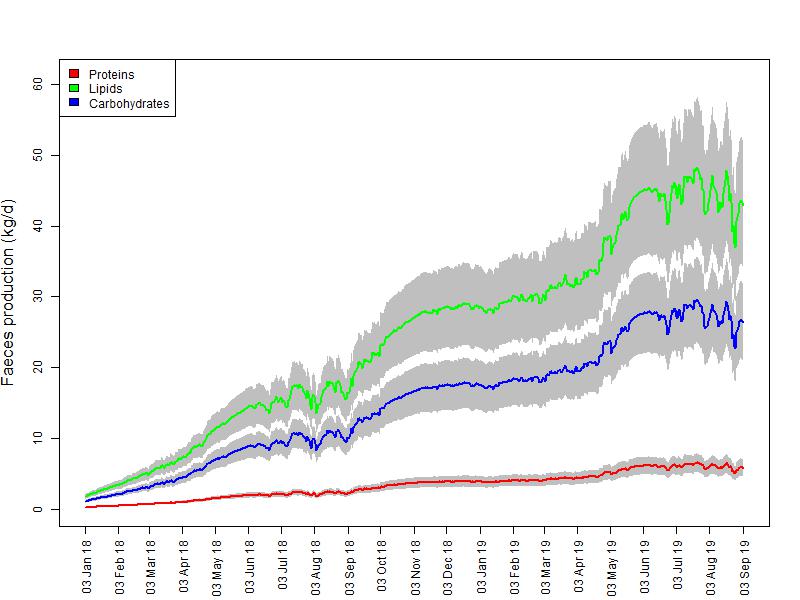 Proteins
Lipids
Carbohydrates
Faeces production (kg/d)
60
50
40
30
20
10
0
03 Jan 18
03 Feb 18
03 Mar 18
03 Apr 18
03 May 18
03 Jun 18
03 Jul 18
03 Aug 18
03 Sep 18
03 Oct 18
03 Nov 18
03 Dec 18
03 Jan 19
03 Feb 19
03 Mar 19
03 Apr 19
03 May 19
03 Jun 19
03 Jul 19
03 Aug 19
03 Sep 19